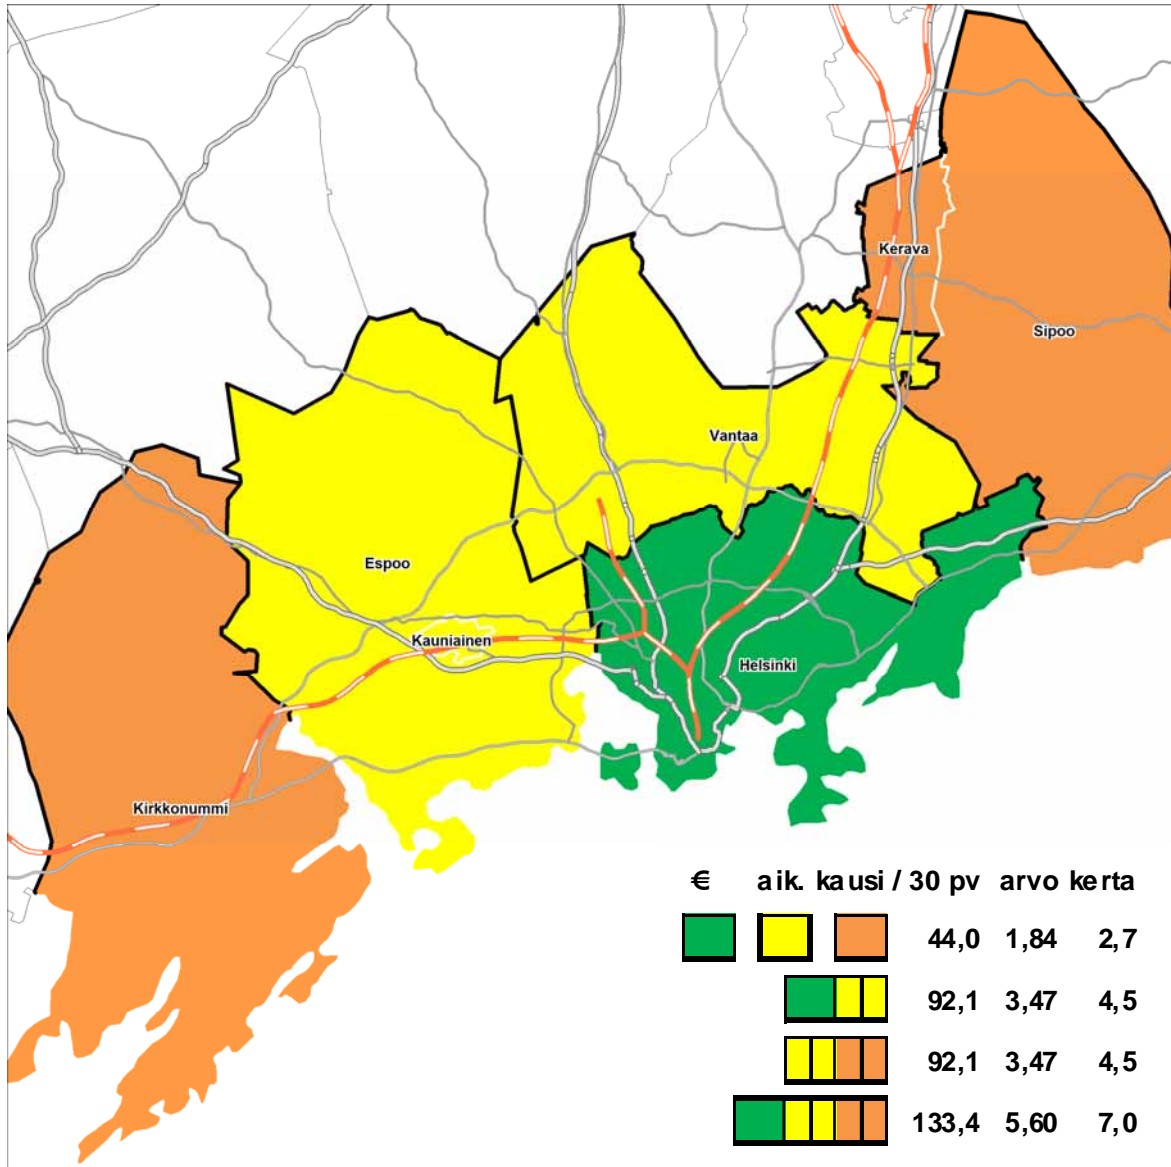 Kerava
Sipoo
Vantaa
Espoo
Kauniainen
Helsinki
Kirkkonummi
€ aik. kausi / 30 pv arvo kerta
44,0 1,84 2,7
92,1 3,47 4,5
92,1 3,47 4,5
133,4 5,60 7,0